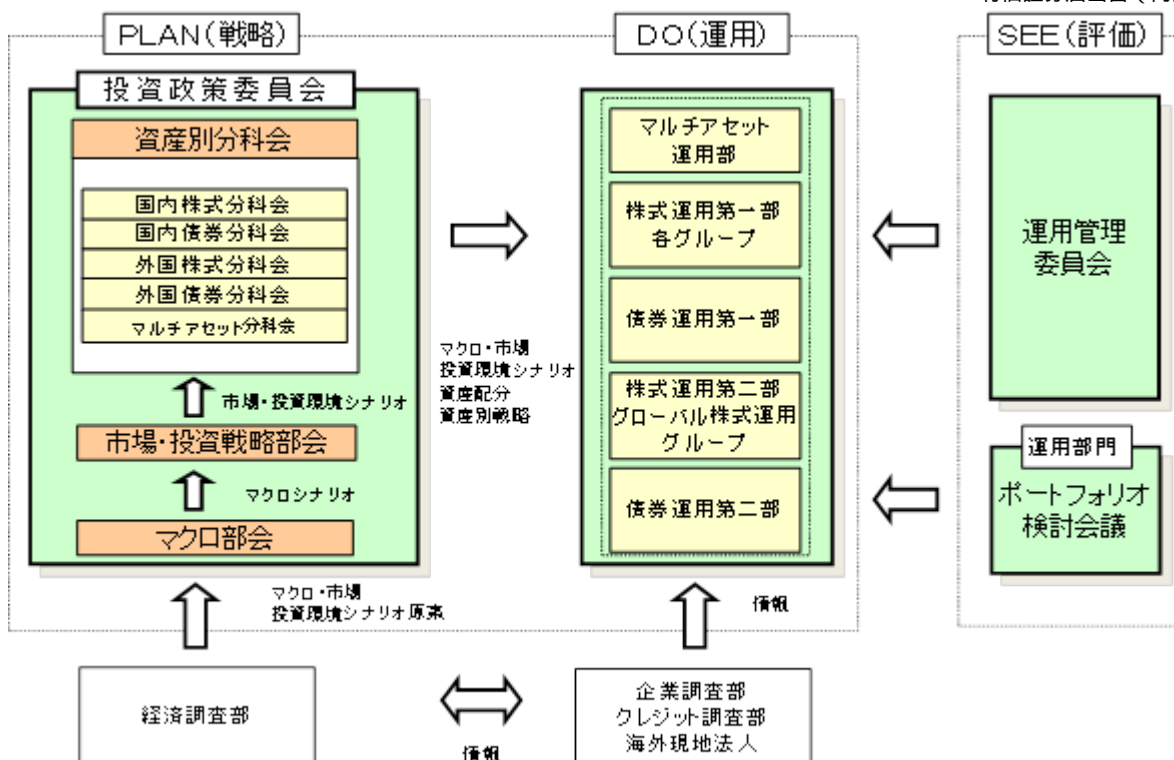 PLAN(戦略)
投資政策委員会
資産別分科会
国内株式分科会
国内債券分科会
外国株式分科会
外国債券分科会
マルチアセット分科会
市場・投資環境シナリオ
市場・投資戦略部会
マクロシナリオ
マクロ部会
マクロ・市場
投資環境シナリオ原案
経済調査部
マクロ・市場
投資環境シナリオ
資産配分
資産別戦略
情報
DO(運用)
マルチアセット
運用部
株式運用第一部
各グループ
債券運用第一部
株式運用第二部
グローバル株式運用
グループ
債券運用第二部
情報
企業調査部
クレジット調査部
海外現地法人
SEE(評価)
運用管理
委員会
運用部門
ポートフォリオ
検討会議